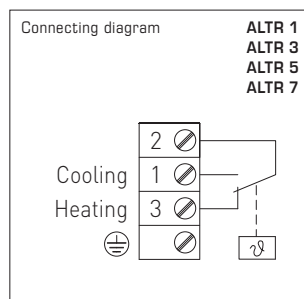 Connecting diagram ALTR 1
ALTR 3
ALTR 5
ALTR 7
2
Cooling 1
Heating 3
ϑ